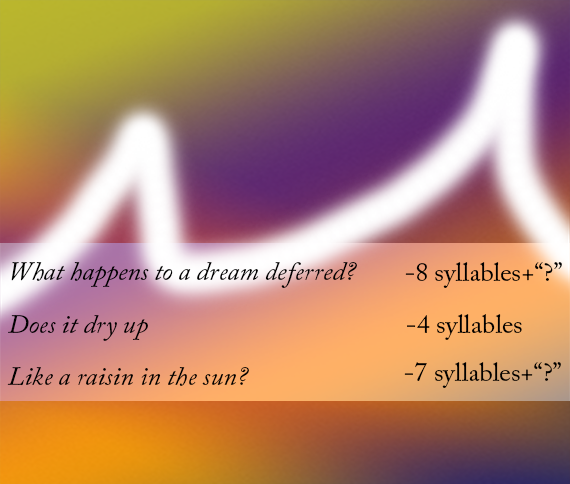 What happens to a dream deferred? -8 syllables+“?”
Does it dry up -4 syllables
Like a raisin in the sun? -7 syllables+“?”